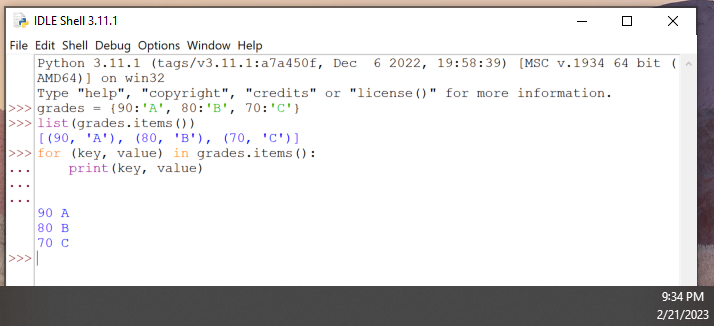 IDLE Shell 3.11.1
File Edit Shell Debug Options Window Help
Python 3.11.1 (tags/v3.11.1:a7a450f, Dec  6 2022, 19:58:39) [MSC v.1934 64 bit (
AMD64)] on win32
Type "help", "copyright", "credits" or "license()" for more information.
>>> grades = {90:'A', 80:'B', 70:'C'}
>>> list(grades.items())
[(90, 'A'), (80, 'B'), (70, 'C')]
>>> for (key, value) in grades.items():
...     print(key, value)
...
...
90 A
80 B
70 C
>>>
9:34 PM
2/21/2023